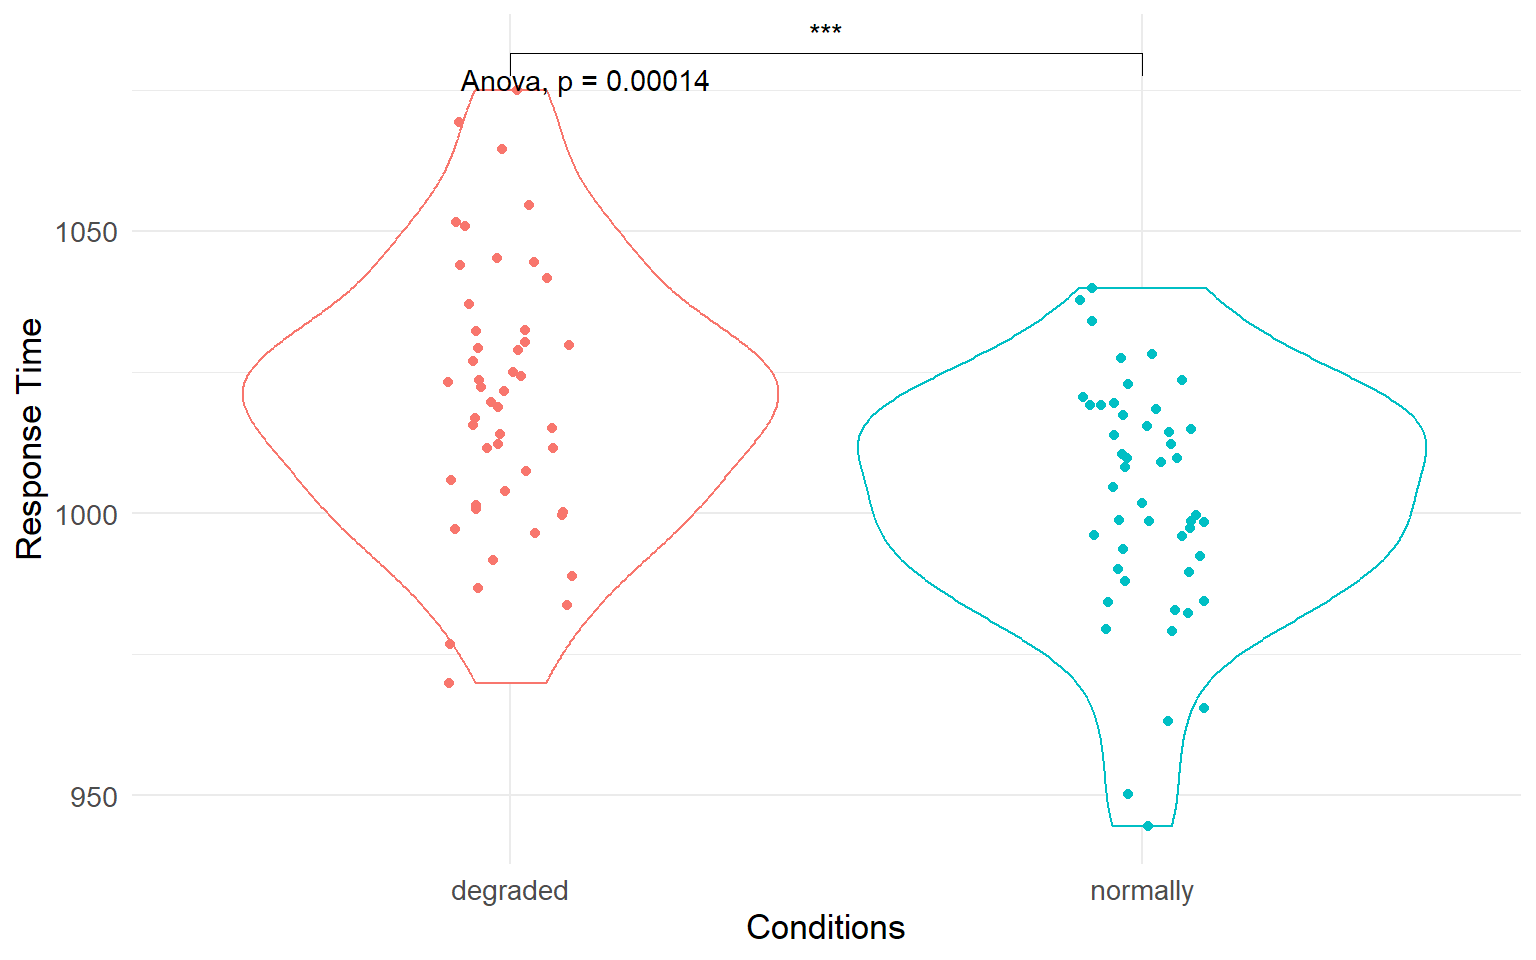 ***
Anova, p = 0.00014
1050
1000
950
Response Time
degraded
normally
Conditions